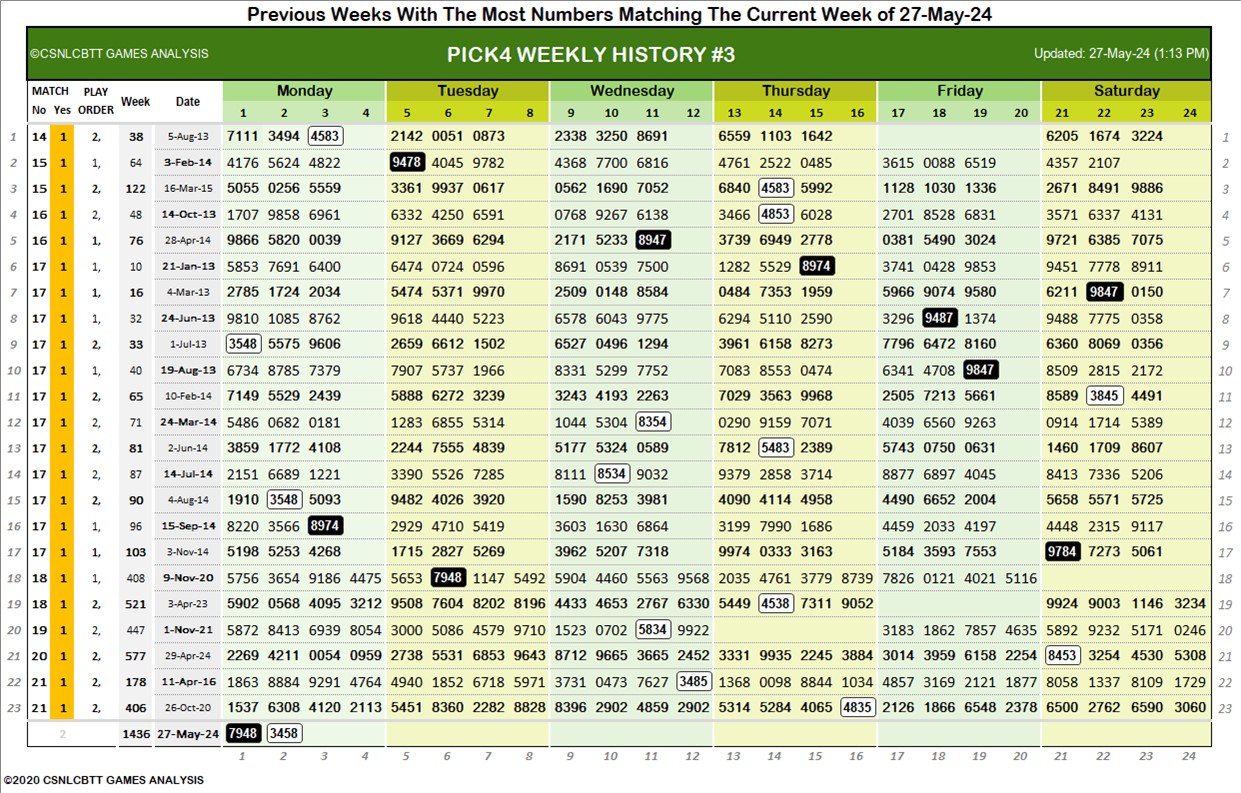 Previous Weeks With The Most Numbers Matching The Current Week of 27-May-24
©CSNLCBTT GAMES ANALYSIS PICK4 WEEKLY HISTORY #3 Updated: 27-May-24 (1:13 PM)
MATCH PLAY Week Date Monday Tuesday Wednesday Thursday Friday Saturday
No Yes ORDER 1 2 3 4 5 6 7 8 9 10 11 12 13 14 15 16 17 18 19 20 21 22 23 24
1 14 1 2, 38 5-Aug-13 7111 3494 4583 2142 0051 0873 2338 3250 8691 6559 1103 1642 6205 1674 3224 1
2 15 1 1, 64 3-Feb-14 4176 5624 4822 9478 4045 9782 4368 7700 6816 4761 2522 0485 3615 0088 6519 4357 2107 2
3 15 1 2, 122 16-Mar-15 5055 0256 5559 3361 9937 0617 0562 1690 7052 6840 4583 5992 1128 1030 1336 2671 8491 9886 3
4 16 1 2, 48 14-Oct-13 1707 9858 6961 6332 4250 6591 0768 9267 6138 3466 4853 6028 2701 8528 6831 3571 6337 4131 4
5 16 1 1, 76 28-Apr-14 9866 5820 0039 9127 3669 6294 2171 5233 8947 3739 6949 2778 0381 5490 3024 9721 6385 7075 5
6 17 1 1, 10 21-Jan-13 5853 7691 6400 6474 0724 0596 8691 0539 7500 1282 5529 8974 3741 0428 9853 9451 7778 8911 6
7 17 1 1, 16 4-Mar-13 2785 1724 2034 5474 5371 9970 2509 0148 8584 0484 7353 1959 5966 9074 9580 6211 9847 0150 7
8 17 1 1, 32 24-Jun-13 9810 1085 8762 9618 4440 5223 6578 6043 9775 6294 5110 2590 3296 9487 1374 9488 7775 0358 8
9 17 1 2, 33 1-Jul-13 3548 5575 9606 2659 6612 1502 6527 0496 1294 3961 6158 8273 7796 6472 8160 6360 8069 0356 9
10 17 1 1, 40 19-Aug-13 6734 8785 7379 7907 5737 1966 8331 5299 7752 7083 8553 0474 6341 4708 9847 8509 2815 2172 10
11 17 1 2, 65 10-Feb-14 7149 5529 2439 5888 6272 3239 3243 4193 2263 7029 3563 9968 2505 7213 5661 8589 3845 4491 11
12 17 1 2, 71 24-Mar-14 5486 0682 0181 1283 6855 5314 1044 5304 8354 0290 9159 7071 4039 6560 9263 0914 1714 5389 12
13 17 1 2, 81 2-Jun-14 3859 1772 4108 2244 7555 4839 5177 5324 0589 7812 5483 2389 5743 0750 0631 1460 1709 8607 13
14 17 1 2, 87 14-Jul-14 2151 6689 1221 3390 5526 7285 8111 8534 9032 9379 2858 3714 8877 6897 4045 8413 7336 5206 14
15 17 1 2, 90 4-Aug-14 1910 3548 5093 9482 4026 3920 1590 8253 3981 4090 4114 4958 4490 6652 2004 5658 5571 5725 15
16 17 1 1, 96 15-Sep-14 8220 3566 8974 2929 4710 5419 3603 1630 6864 3199 7990 1686 4459 2033 4197 4448 2315 9117 16
17 17 1 1, 103 3-Nov-14 5198 5253 4268 1715 2827 5269 3962 5207 7318 9974 0333 3163 5184 3593 7553 9784 7273 5061 17
18 18 1 1, 408 9-Nov-20 5756 3654 9186 4475 5653 7948 1147 5492 5904 4460 5563 9568 2035 4761 3779 8739 7826 0121 4021 5116 18
19 18 1 2, 521 3-Apr-23 5902 0568 4095 3212 9508 7604 8202 8196 4433 4653 2767 6330 5449 4538 7311 9052 9924 9003 1146 3234 19
20 19 1 2, 447 1-Nov-21 5872 8413 6939 8054 3000 5086 4579 9710 1523 0702 5834 9922 3183 1862 7857 4635 5892 9232 5171 0246 20
21 20 1 2, 577 29-Apr-24 2269 4211 0054 0959 2738 5531 6853 9643 8712 9665 3665 2452 3331 9935 2245 3884 3014 3959 6158 2254 8453 3254 4530 5308 21
22 21 1 2, 178 11-Apr-16 1863 8884 9291 4764 4940 1852 6718 5971 3731 0473 7627 3485 1368 0098 8844 1034 4857 3169 2121 1877 8058 1337 8109 1729 22
23 21 1 2, 406 26-Oct-20 1537 6308 4120 2113 5451 8360 2282 8828 8396 2902 4859 2902 5314 5284 4065 4835 2126 1866 6548 2378 6500 2762 6590 3060 23
2 1436 27-May-24 7948 3458
1 2 3 4 5 6 7 8 9 10 11 12 13 14 15 16 17 18 19 20 21 22 23 24
©2020 CSNLCBTT GAMES ANALYSIS